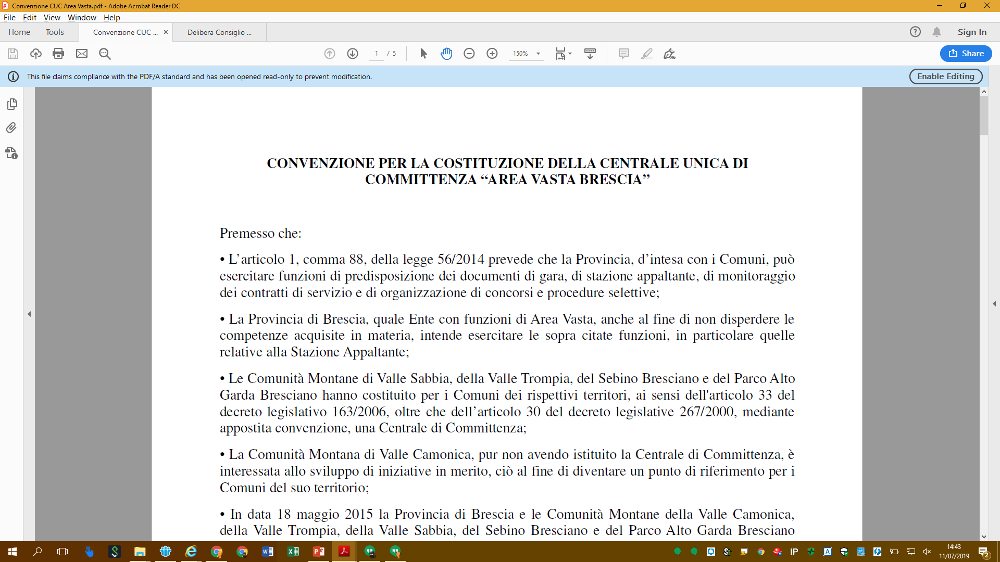 Convenzione CUC Area Vasta.pdf - Adobe Acrobat Reader DC
File Edit View Window Help
Home Tools Convenzione CUC ... × Delibera Consiglio ... Sign In
1 / 5 150% Share
This file claims compliance with the PDF/A standard and has been opened read-only to prevent modification. Enable Editing
CONVENZIONE PER LA COSTITUZIONE DELLA CENTRALE UNICA DI
COMMITTENZA “AREA VASTA BRESCIA”
Premesso che:
• L’articolo 1, comma 88, della legge 56/2014 prevede che la Provincia, d’intesa con i Comuni, può
esercitare funzioni di predisposizione dei documenti di gara, di stazione appaltante, di monitoraggio
dei contratti di servizio e di organizzazione di concorsi e procedure selettive;
• La Provincia di Brescia, quale Ente con funzioni di Area Vasta, anche al fine di non disperdere le
competenze acquisite in materia, intende esercitare le sopra citate funzioni, in particolare quelle
relative alla Stazione Appaltante;
• Le Comunità Montane di Valle Sabbia, della Valle Trompia, del Sebino Bresciano e del Parco Alto
Garda Bresciano hanno costituito per i Comuni dei rispettivi territori, ai sensi dell'articolo 33 del
decreto legislativo 163/2006, oltre che dell’articolo 30 del decreto legislative 267/2000, mediante
appostita convenzione, una Centrale di Committenza;
• La Comunità Montana di Valle Camonica, pur non avendo istituito la Centrale di Committenza, è
interessata allo sviluppo di iniziative in merito, ciò al fine di diventare un punto di riferimento per i
Comuni del suo territorio;
• In data 18 maggio 2015 la Provincia di Brescia e le Comunità Montane della Valle Camonica,
della Valle Trompia, della Valle Sabbia, del Sebino Bresciano e del Parco Alto Garda Bresciano
IP
14:43
11/07/2019
2